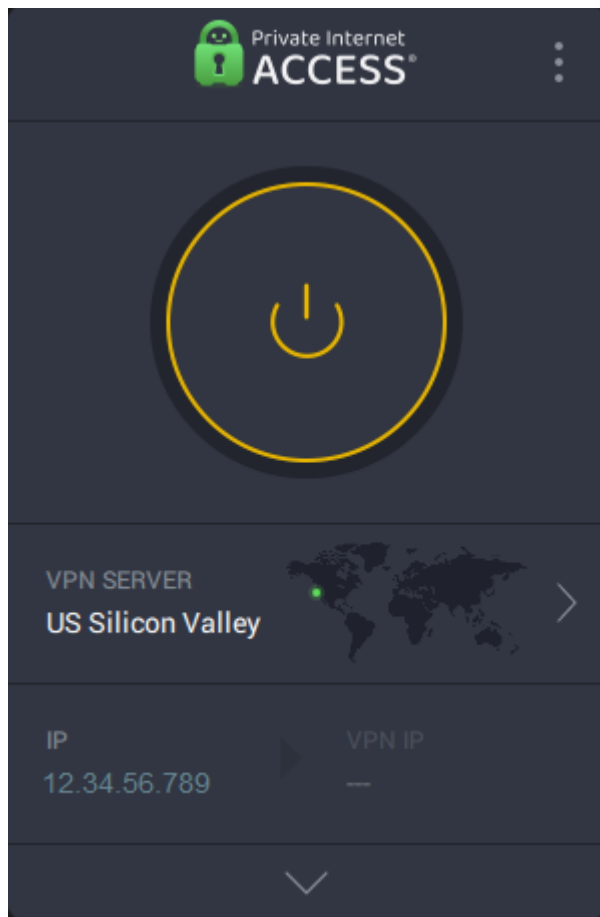 Private Internet
ACCESS®
VPN SERVER
US Silicon Valley
IP
VPN IP
12.34.56.789
---